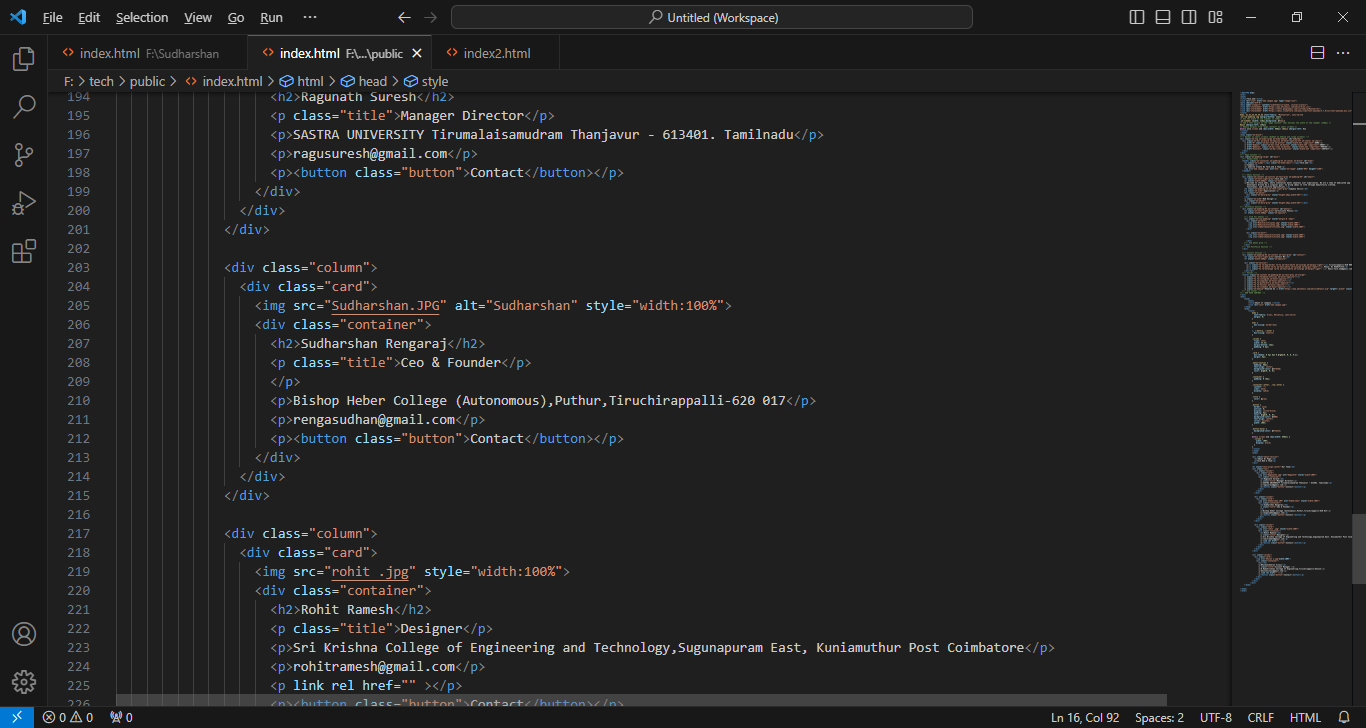 File Edit Selection View Go Run ··· Untitled (Workspace)
index.html F:\Sudharshan index.html F:\...\public index2.html
F: > tech > public > index.html > html > head > style
194 <h2>Ragunath Suresh</h2>
195 <p class="title">Manager Director</p>
196 <p>SASTRA UNIVERSITY Tirumalaisamudram Thanjavur - 613401. Tamilnadu</p>
197 <p>ragusuresh@gmail.com</p>
198 <p><button class="button">Contact</button></p>
199 </div>
200 </div>
201 </div>
202
203 <div class="column">
204 <div class="card">
205 <img src="Sudharshan.JPG" alt="Sudharshan" style="width:100%">
206 <div class="container">
207 <h2>Sudharshan Rengaraj</h2>
208 <p class="title">Ceo & Founder</p>
209 </p>
210 <p>Bishop Heber College (Autonomous),Puthur,Tiruchirappalli-620 017</p>
211 <p>rengasudhan@gmail.com</p>
212 <p><button class="button">Contact</button></p>
213 </div>
214 </div>
215 </div>
216
217 <div class="column">
218 <div class="card">
219 <img src="rohit .jpg" style="width:100%">
220 <div class="container">
221 <h2>Rohit Ramesh</h2>
222 <p class="title">Designer</p>
223 <p>Sri Krishna College of Engineering and Technology,Sugunapuram East, Kuniamuthur Post Coimbatore</p>
224 <p>rohitramesh@gmail.com</p>
225 <p link rel href="" ></p>
226 <p><button class="button">Contact</button></p>
0 0 0 Ln 16, Col 92 Spaces: 2 UTF-8 CRLF HTML